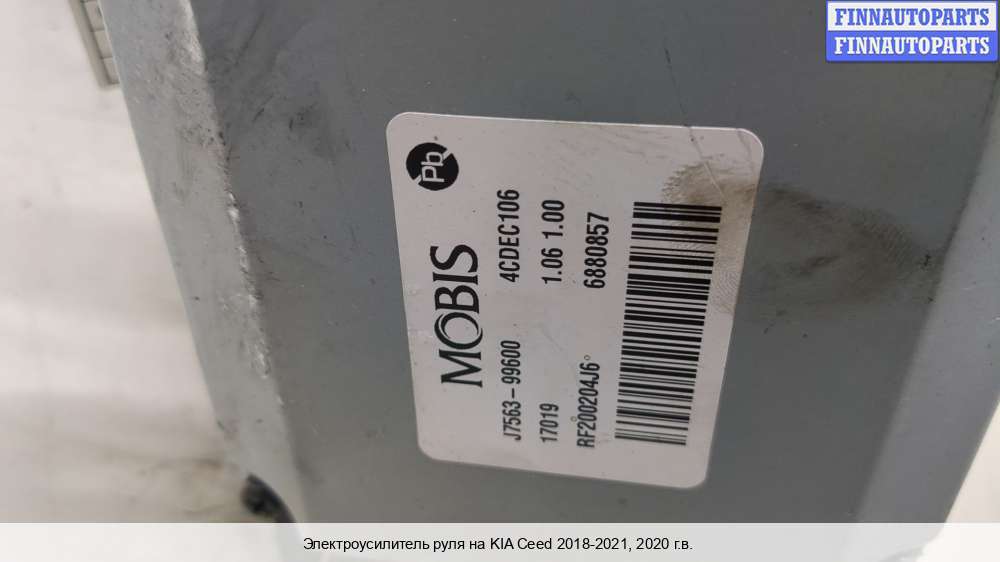 FINNAUTOPARTS
FINNAUTOPARTS
Pb
MOBIS
J7563-99600 4CDEC106
17019 1.06 1.00
RF200204J6 6880857
Электроусилитель руля на KIA Ceed 2018-2021, 2020 г.в.